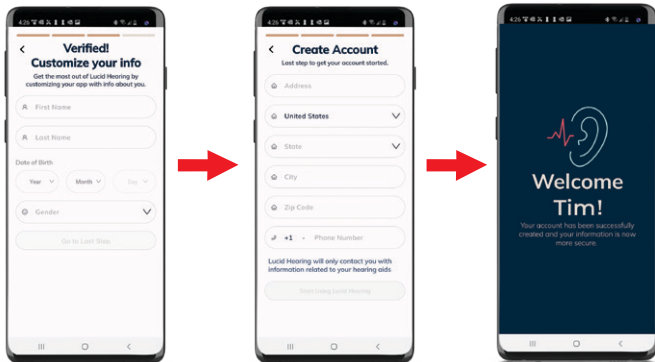 4:26
Verified!
Customize your info
Get the most out of Lucid Hearing by
customizing your app with info about you.
First Name
Last Name
Date of Birth
Year
Month
Day
Gender
Go to Last Step
4:26
Create Account
Last step to get your account started.
Address
United States
State
City
Zip Code
+1 - Phone Number
Lucid Hearing will only contact you with
information related to your hearing aids
Start Using Lucid Hearing
4:26
Welcome
Tim!
Your account has been successfully
created and your information is now
more secure.